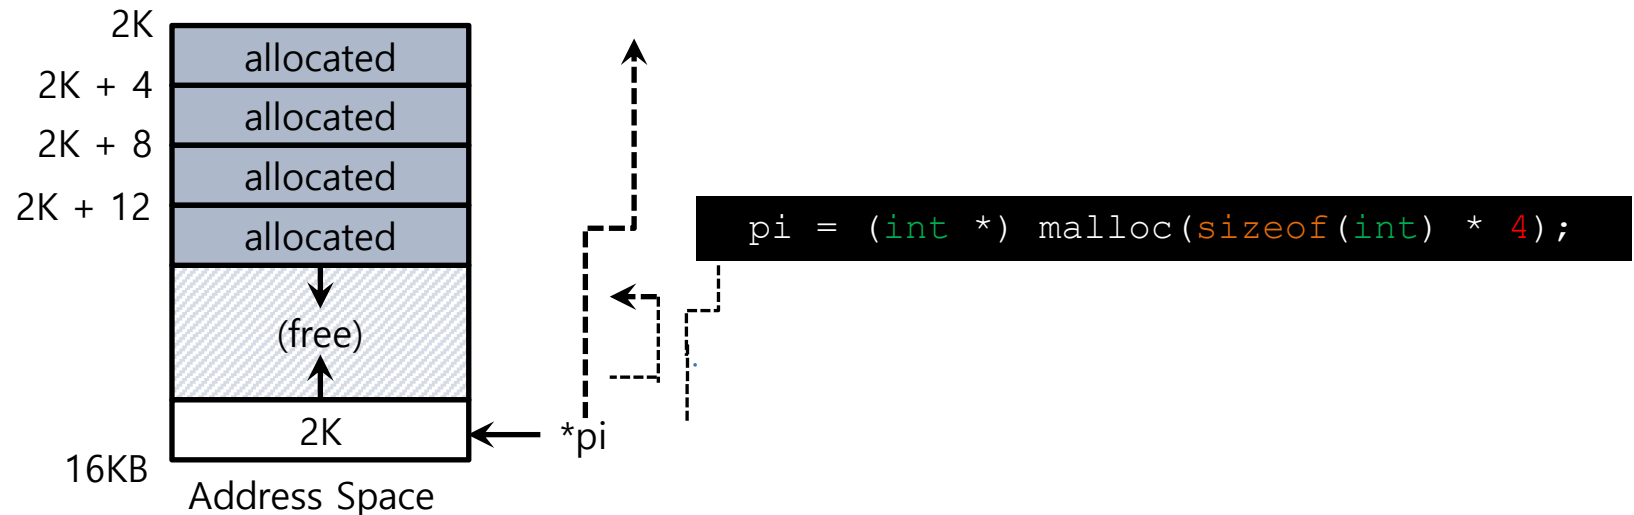 2K
allocated
2K + 4
allocated
2K + 8
allocated
2K + 12
allocated
(free)
2K
*pi
16KB
Address Space
pi = (int *) malloc(sizeof(int) * 4);